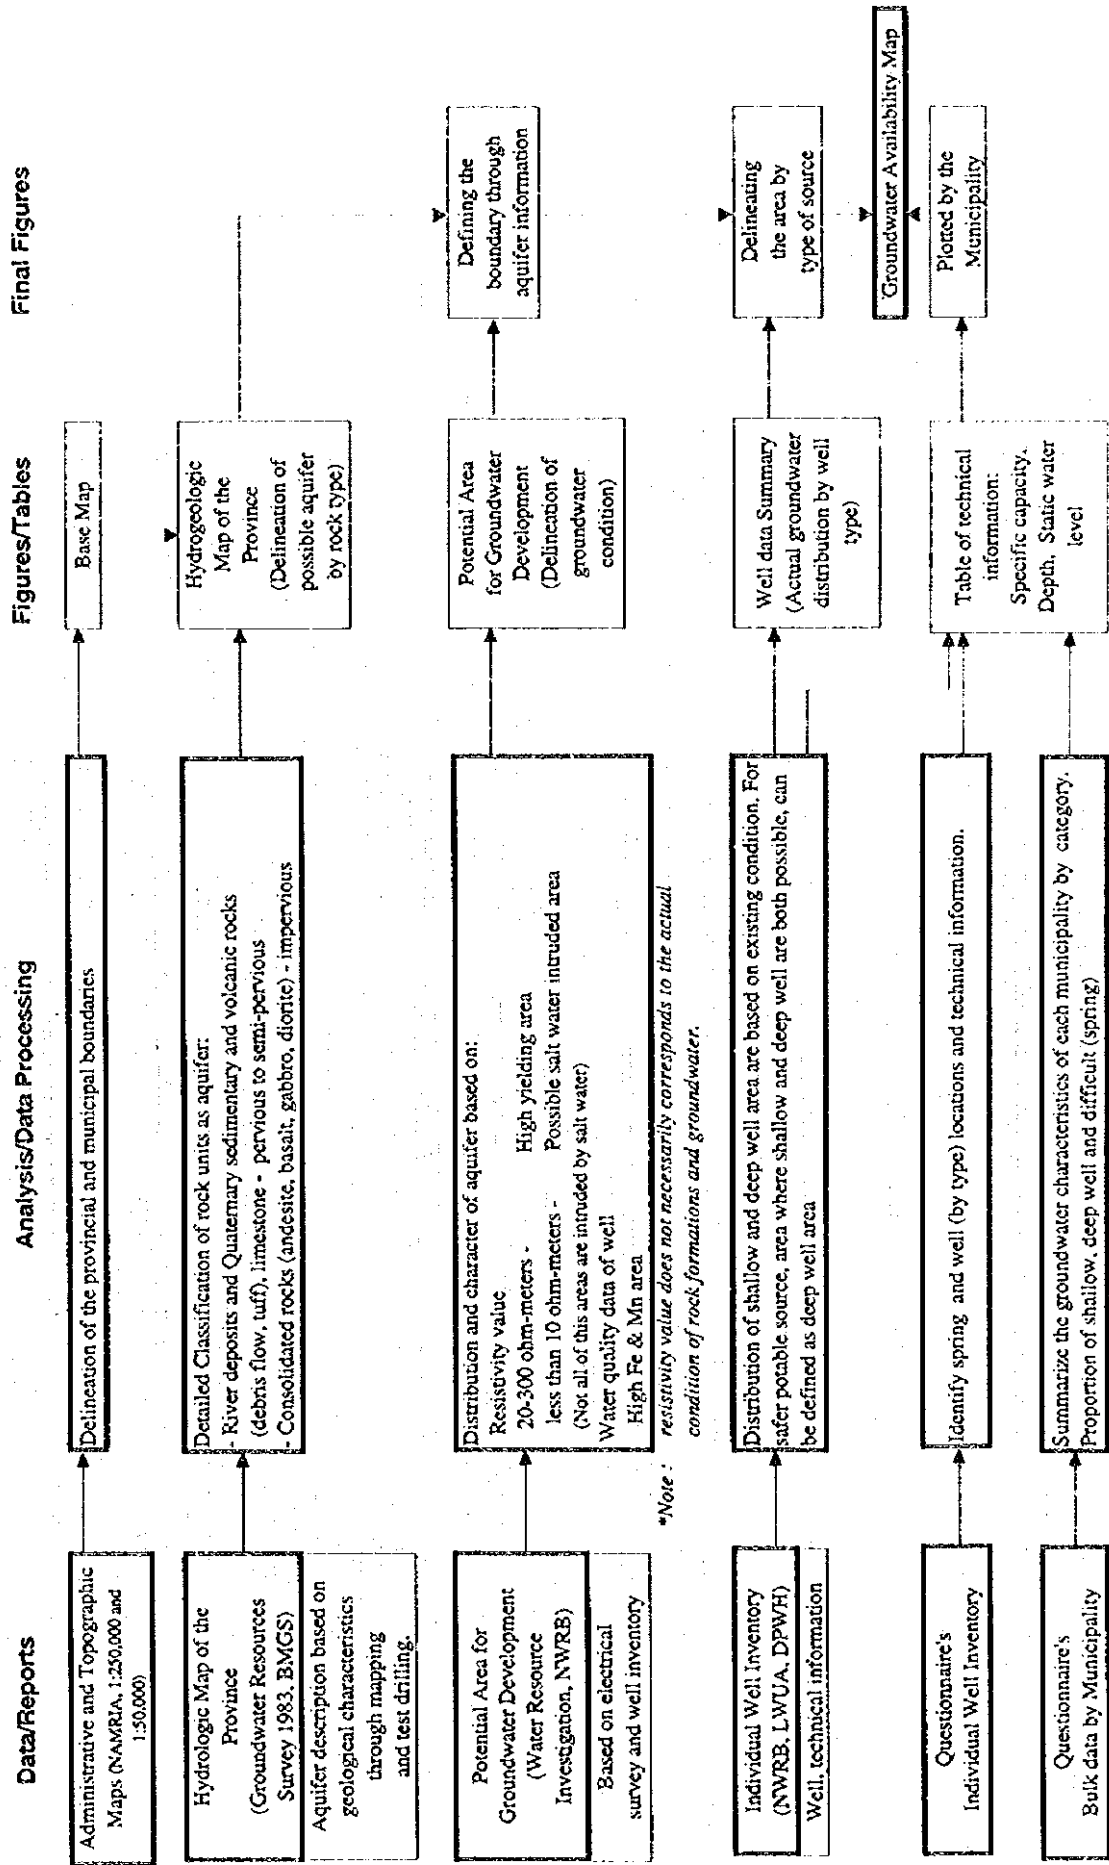 Data/Reports
Analysis/Data Processing
Figures/Tables
Final Figures
Administrative and Topographic
Maps (NAMRIA, 1:250,000 and
1:50,000)
Delineation of the provincial and municipal boundaries
Base Map
Hydrologic Map of the
Province
(Groundwater Resources
Survey 1983, BMGS)
Aquifer description based on
geological characteristics
through mapping
and test drilling.
Detailed Classification of rock units as aquifer:
- River deposits and Quaternary sedimentary and volcanic rocks
(debris flow, tuff), limestone - pervious to semi-pervious
- Consolidated rocks (andesite, basalt, gabbro, diorite) - impervious
Hydrogeologic
Map of the
Province
(Delineation of
possible aquifer
by rock type)
Potential Area for
Groundwater Development
(Water Resource
Investigation, NWRB)
Based on electrical
survey and well inventory
Distribution and character of aquifer based on:
Resistivity value
20-300 ohm-meters - High yielding area
less than 10 ohm-meters - Possible salt water intruded area
(Not all of this areas are intruded by salt water)
Water quality data of well
High Fe & Mn area
*Note : resistivity value does not necessarily corresponds to the actual
condition of rock formations and groundwater.
Potential Area
for Groundwater
Development
(Delineation of
groundwater
condition)
Defining the
boundary through
aquifer information
Individual Well Inventory
(NWRB, LWUA, DPWH)
Well, technical information
Distribution of shallow and deep well area are based on existing condition. For
safer potable source, area where shallow and deep well are both possible, can
be defined as deep well area
Well data Summary
(Actual groundwater
distribution by well
type)
Delineating
the area by
type of source
Groundwater Availability Map
Questionnaire's
Individual Well Inventory
Identify spring and well (by type) locations and technical information.
Table of technical
information:
Specific capacity.
Depth, Static water
level
Plotted by the
Municipality
Questionnaire's
Bulk data by Municipality
Summarize the groundwater characteristics of each municipality by category.
Proportion of shallow, deep well and difficult (spring)